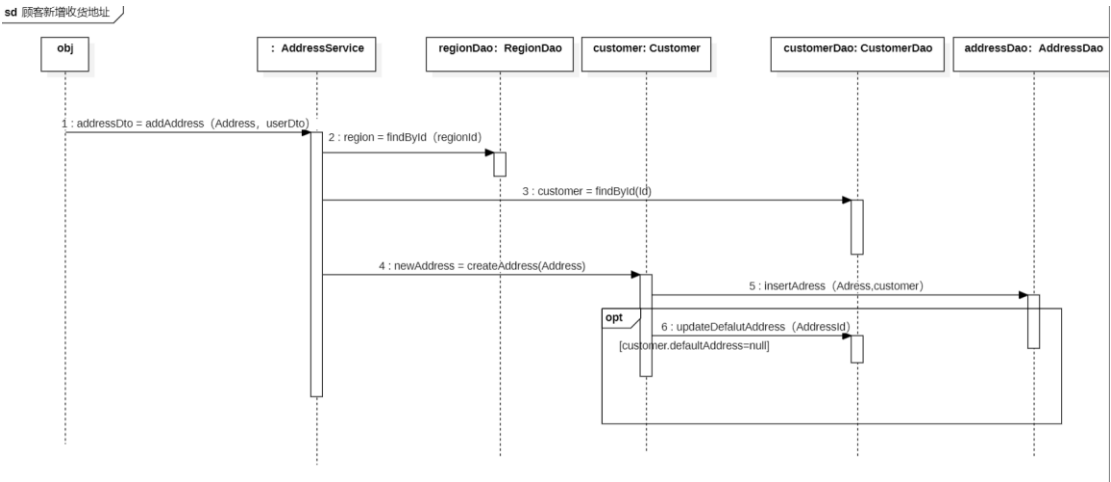 sd 顾客新增收货地址
obj
： AddressService
regionDao：RegionDao
customer: Customer
customerDao: CustomerDao
addressDao：AddressDao
1 : addressDto = addAddress（Address，userDto）
2 : region = findById（regionId）
3 : customer = findById(Id)
4 : newAddress = createAddress(Address)
5 : insertAdress（Adress,customer）
opt
6 : updateDefalutAddress（AddressId）
[customer.defaultAddress=null]